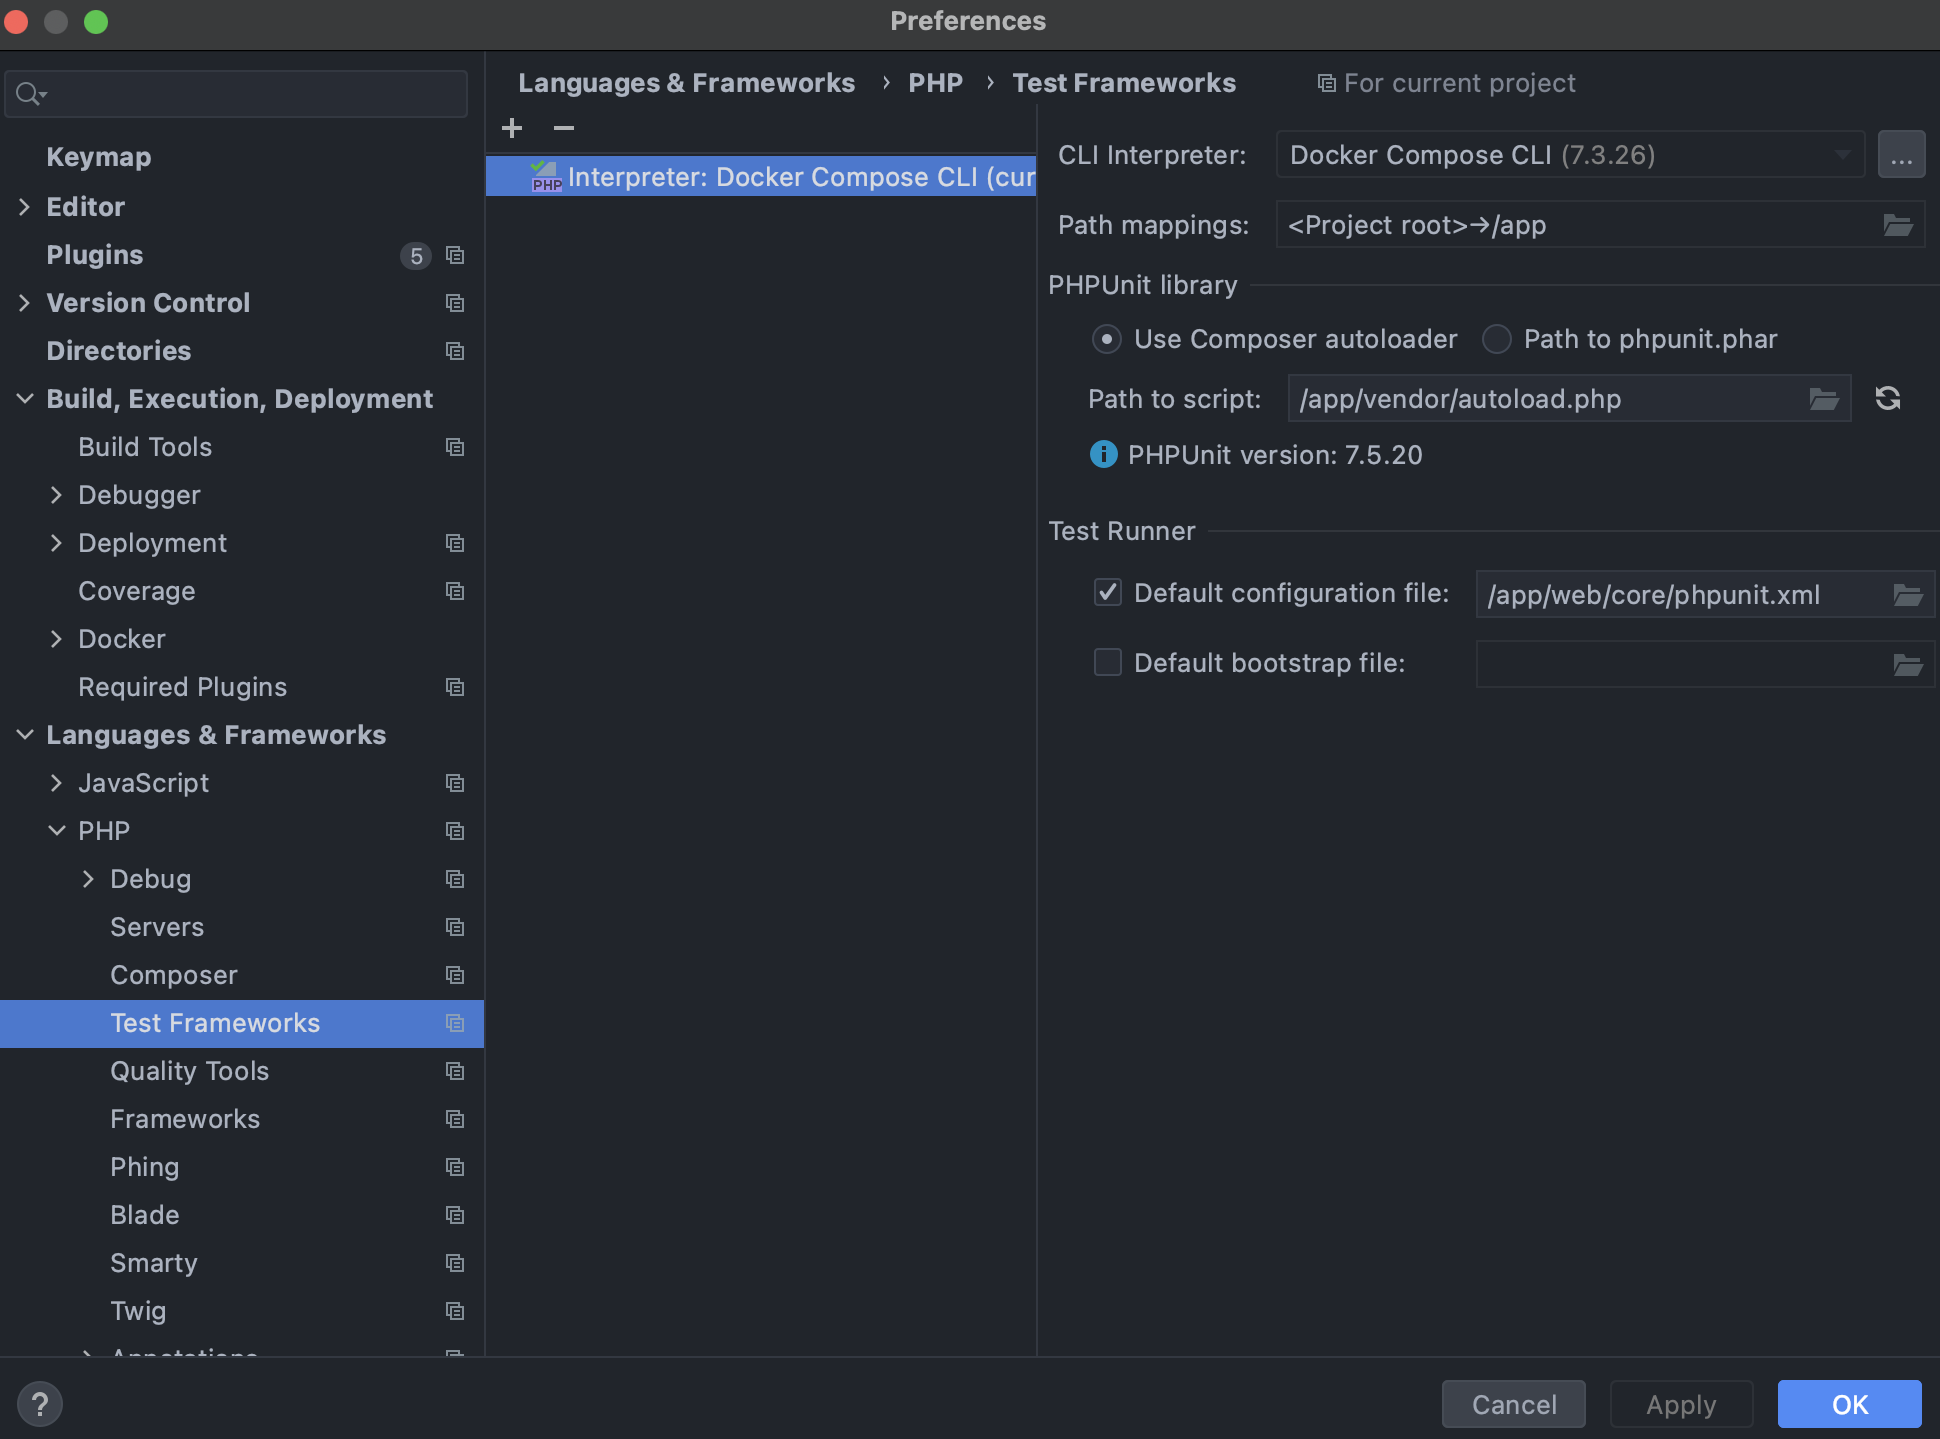 Preferences
Keymap
Editor
Plugins 5
Version Control
Directories
Build, Execution, Deployment
Build Tools
Debugger
Deployment
Coverage
Docker
Required Plugins
Languages & Frameworks
JavaScript
PHP
Debug
Servers
Composer
Test Frameworks
Quality Tools
Frameworks
Phing
Blade
Smarty
Twig
Annotations
Languages & Frameworks › PHP › Test Frameworks For current project
PHP Interpreter: Docker Compose CLI (cur
CLI Interpreter: Docker Compose CLI (7.3.26) ...
Path mappings: <Project root>→/app
PHPUnit library
Use Composer autoloader Path to phpunit.phar
Path to script: /app/vendor/autoload.php
PHPUnit version: 7.5.20
Test Runner
Default configuration file: /app/web/core/phpunit.xml
Default bootstrap file:
? Cancel Apply OK